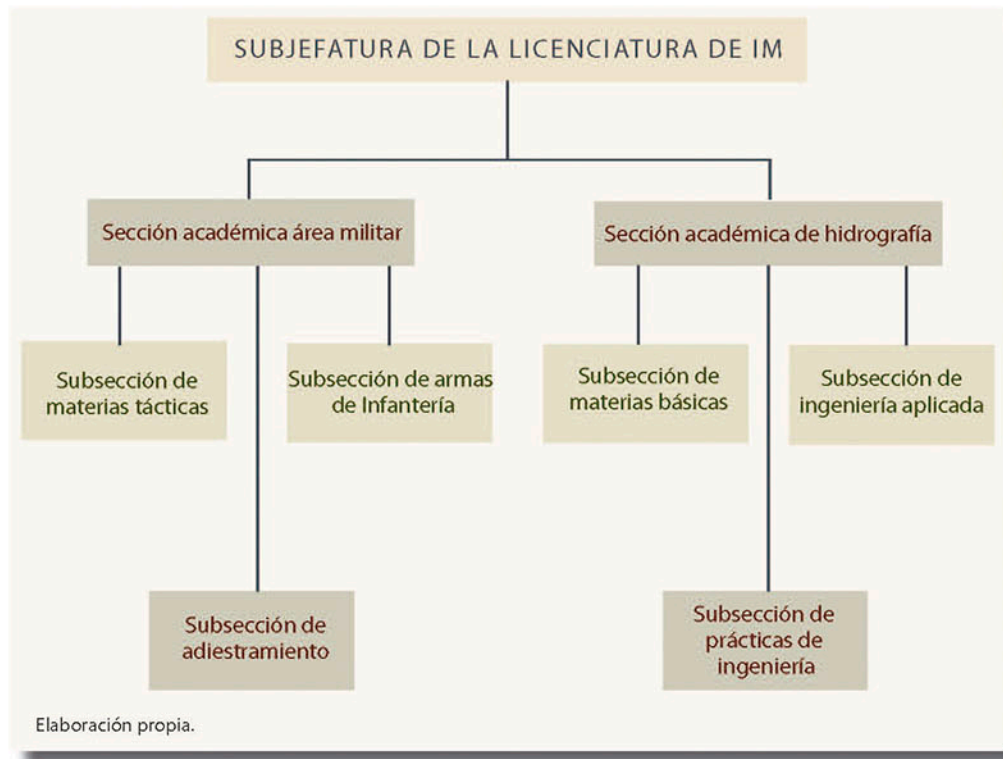 SUBJEFATURA DE LA LICENCIATURA DE IM
Sección académica área militar
Sección académica de hidrografía
Subsección de
materias tácticas
Subsección de armas
de Infantería
Subsección de
materias básicas
Subsección de
ingeniería aplicada
Subsección de
adiestramiento
Subsección de
prácticas de
ingeniería
Elaboración propia.